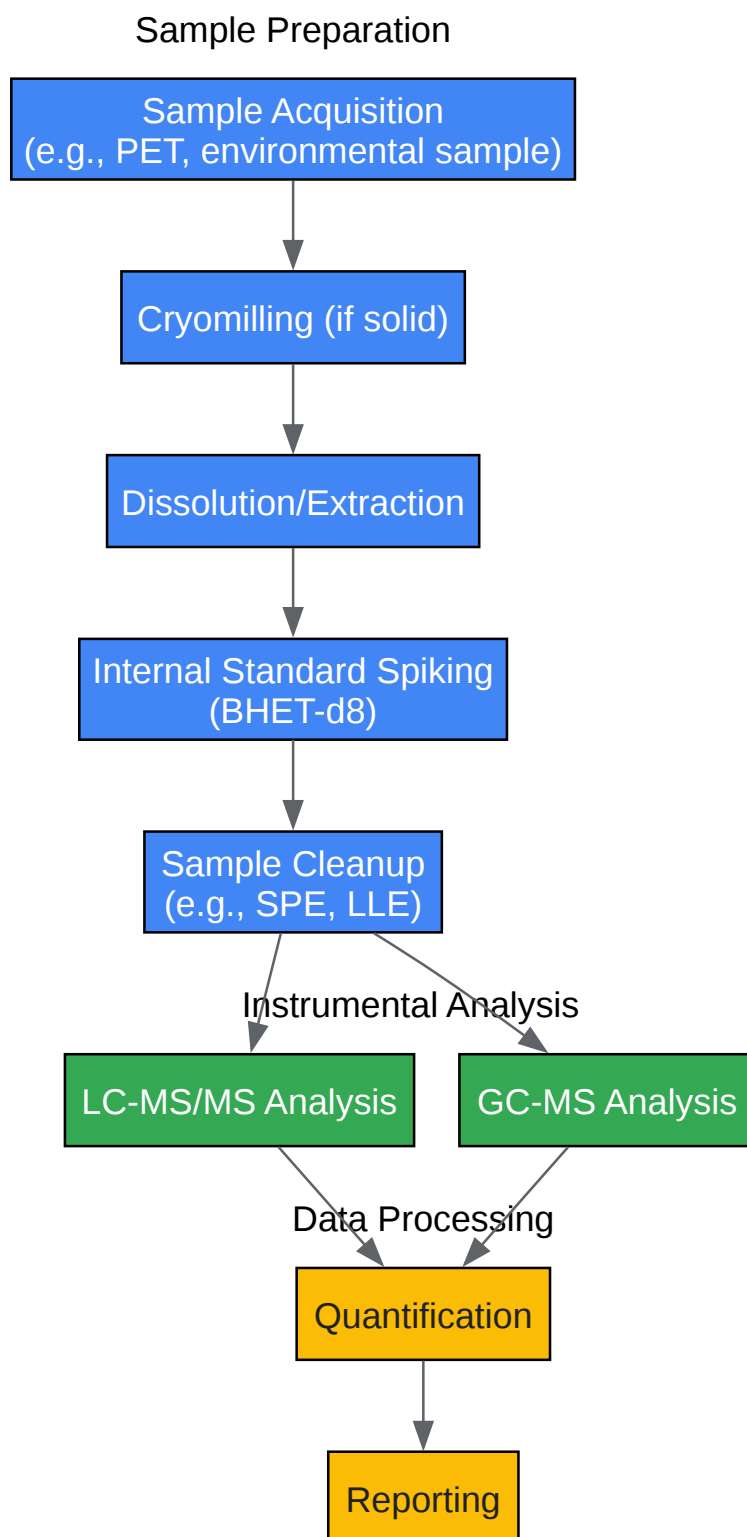 Sample Preparation
Sample Acquisition
(e.g., PET, environmental sample)
Cryomilling (if solid)
Dissolution/Extraction
Internal Standard Spiking
(BHET-d8)
Sample Cleanup
(e.g., SPE, LLE)
Instrumental Analysis
LC-MS/MS Analysis
GC-MS Analysis
Data Processing
Quantification
Reporting